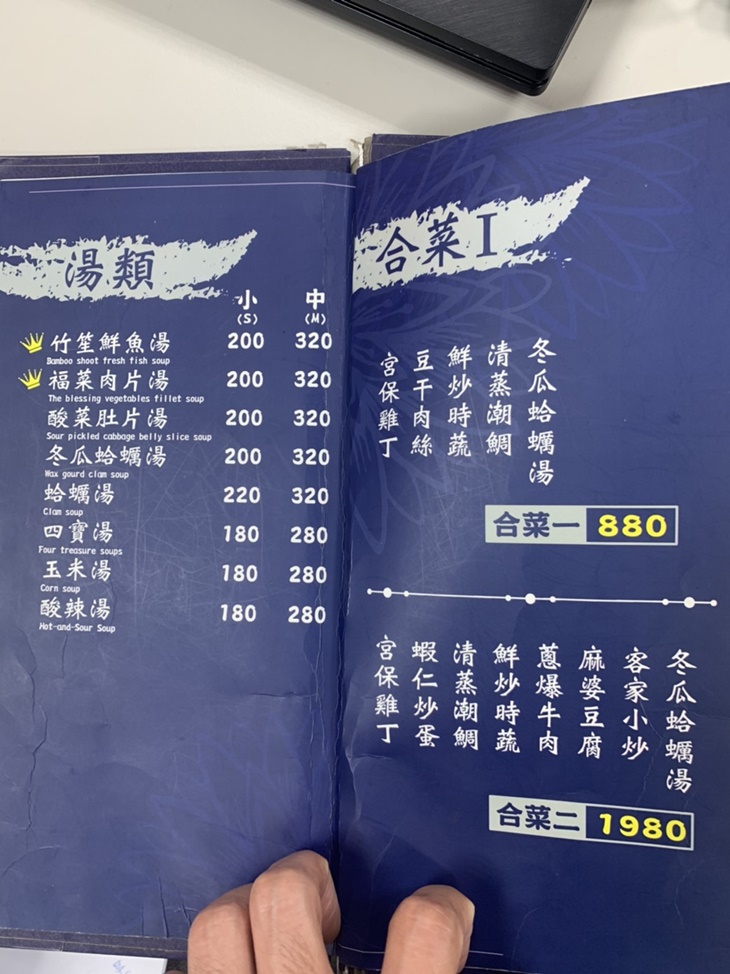 湯類
小 中
(S) (M)
竹笙鮮魚湯 200 320
Bamboo shoot fresh fish soup
福菜肉片湯 200 320
The blessing vegetables fillet soup
酸菜肚片湯 200 320
Sour pickled cabbage belly slice soup
冬瓜蛤蠣湯 200 320
Wax gourd clam soup
蛤蠣湯 220 320
Clam soup
四寶湯 180 280
Four treasure soups
玉米湯 180 280
Corn soup
酸辣湯 180 280
Hot-and-Sour Soup
合菜I
冬瓜蛤蠣湯
清蒸潮鯛
鮮炒時蔬
豆干肉絲
宮保雞丁
合菜一 880
冬瓜蛤蠣湯
客家小炒
麻婆豆腐
蔥爆牛肉
鮮炒時蔬
清蒸潮鯛
蝦仁炒蛋
宮保雞丁
合菜二 1980